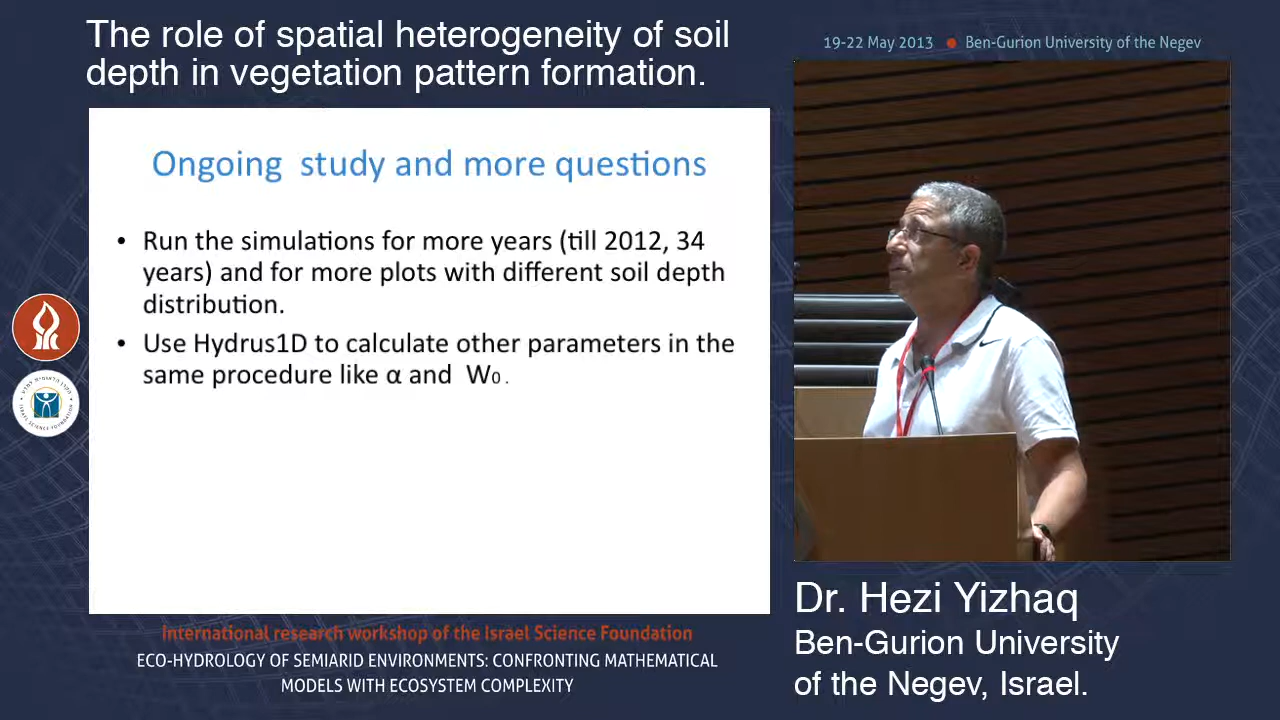 The role of spatial heterogeneity of soil
depth in vegetation pattern formation.
19-22 May 2013 ● Ben-Gurion University of the Negev
Ongoing  study and more questions
• Run the simulations for more years (till 2012, 34
years) and for more plots with different soil depth
distribution.
• Use Hydrus1D to calculate other parameters in the
same procedure like α and  W0 .
Dr. Hezi Yizhaq
Ben-Gurion University
of the Negev, Israel.
International research workshop of the Israel Science Foundation
ECO-HYDROLOGY OF SEMIARID ENVIRONMENTS: CONFRONTING MATHEMATICAL
MODELS WITH ECOSYSTEM COMPLEXITY
ISRAEL SCIENCE FOUNDATION